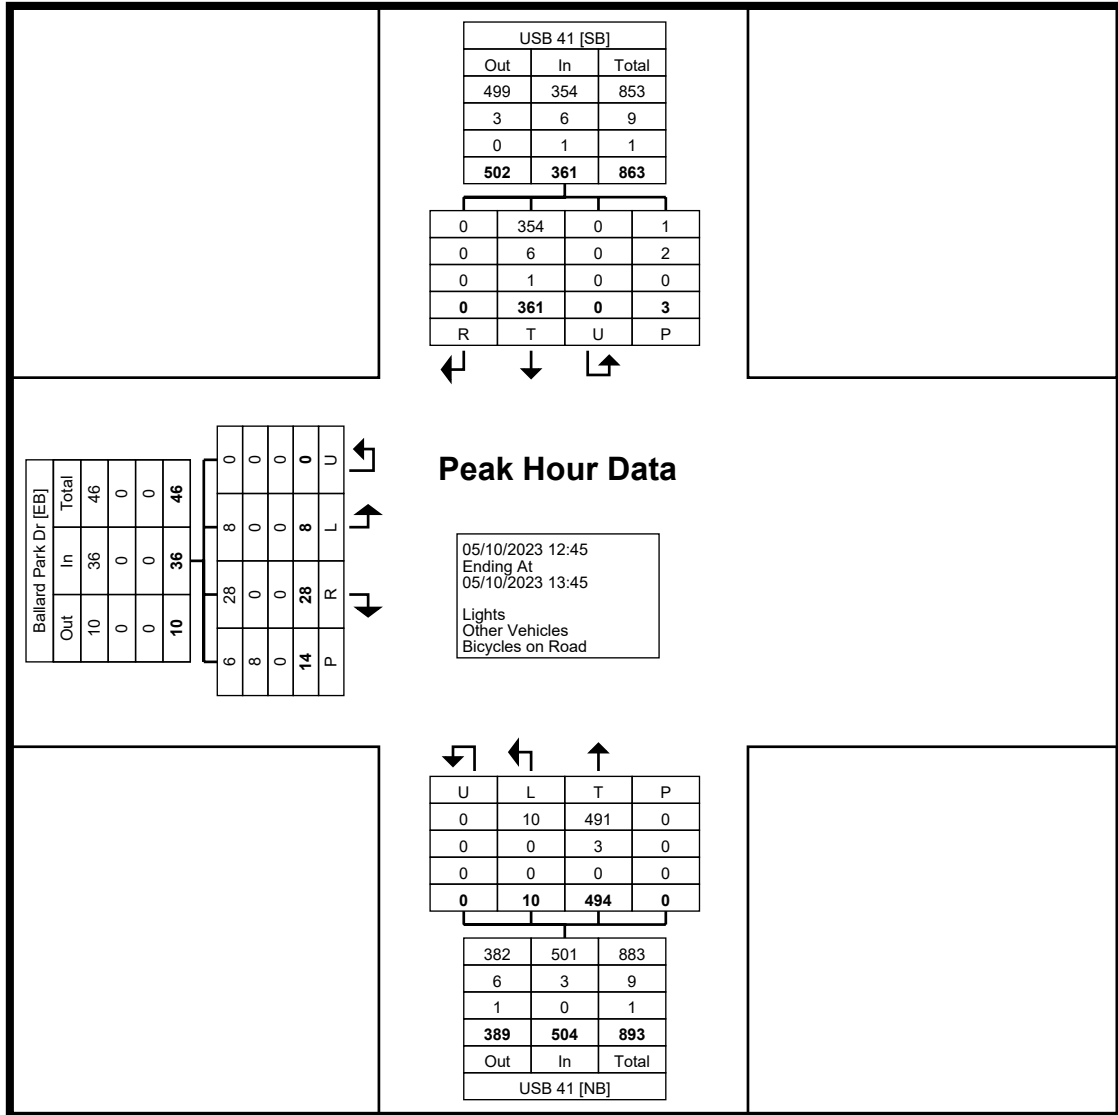 USB 41 [SB]
Out In Total
499 354 853
3 6 9
0 1 1
502 361 863
0 354 0 1
0 6 0 2
0 1 0 0
0 361 0 3
R T U P
Ballard Park Dr [EB]
Out In Total
10 36 46
0 0 0
0 0 0
10 36 46
6 28 8 0
8 0 0 0
0 0 0 0
14 28 8 0
P R L U
Peak Hour Data
05/10/2023 12:45
Ending At
05/10/2023 13:45
Lights
Other Vehicles
Bicycles on Road
U L T P
0 10 491 0
0 0 3 0
0 0 0 0
0 10 494 0
382 501 883
6 3 9
1 0 1
389 504 893
Out In Total
USB 41 [NB]